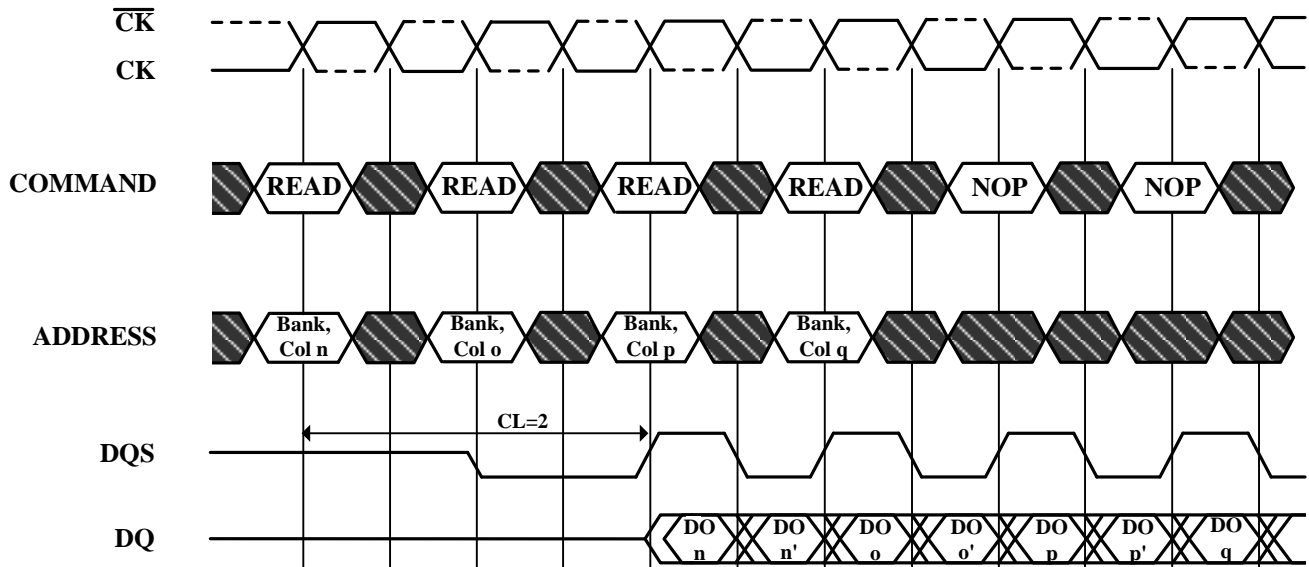 CK
CK
COMMAND READ READ READ READ NOP NOP
ADDRESS Bank, Col n Bank, Col o Bank, Col p Bank, Col q
CL=2
DQS
DQ DO n DO n' DO o DO o' DO p DO p' DO q